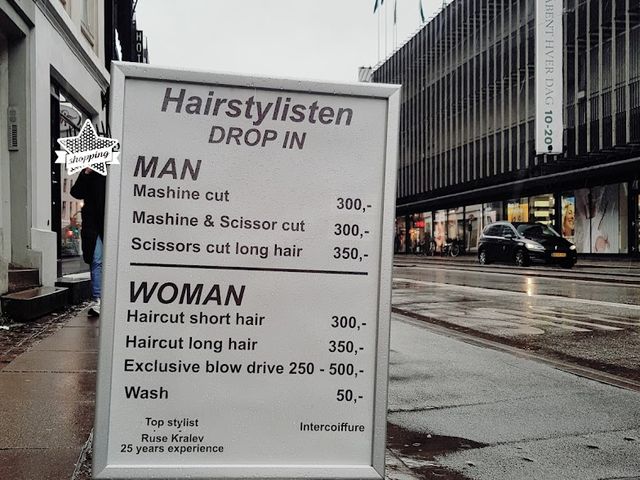 Hairstylisten
DROP IN
MAN
Mashine cut 300,-
Mashine & Scissor cut 300,-
Scissors cut long hair 350,-
WOMAN
Haircut short hair 300,-
Haircut long hair 350,-
Exclusive blow drive 250 - 500,-
Wash 50,-
Top stylist
Ruse Kralev
25 years experience
Intercoiffure
shopping
ABENT HVER DAG 10-20